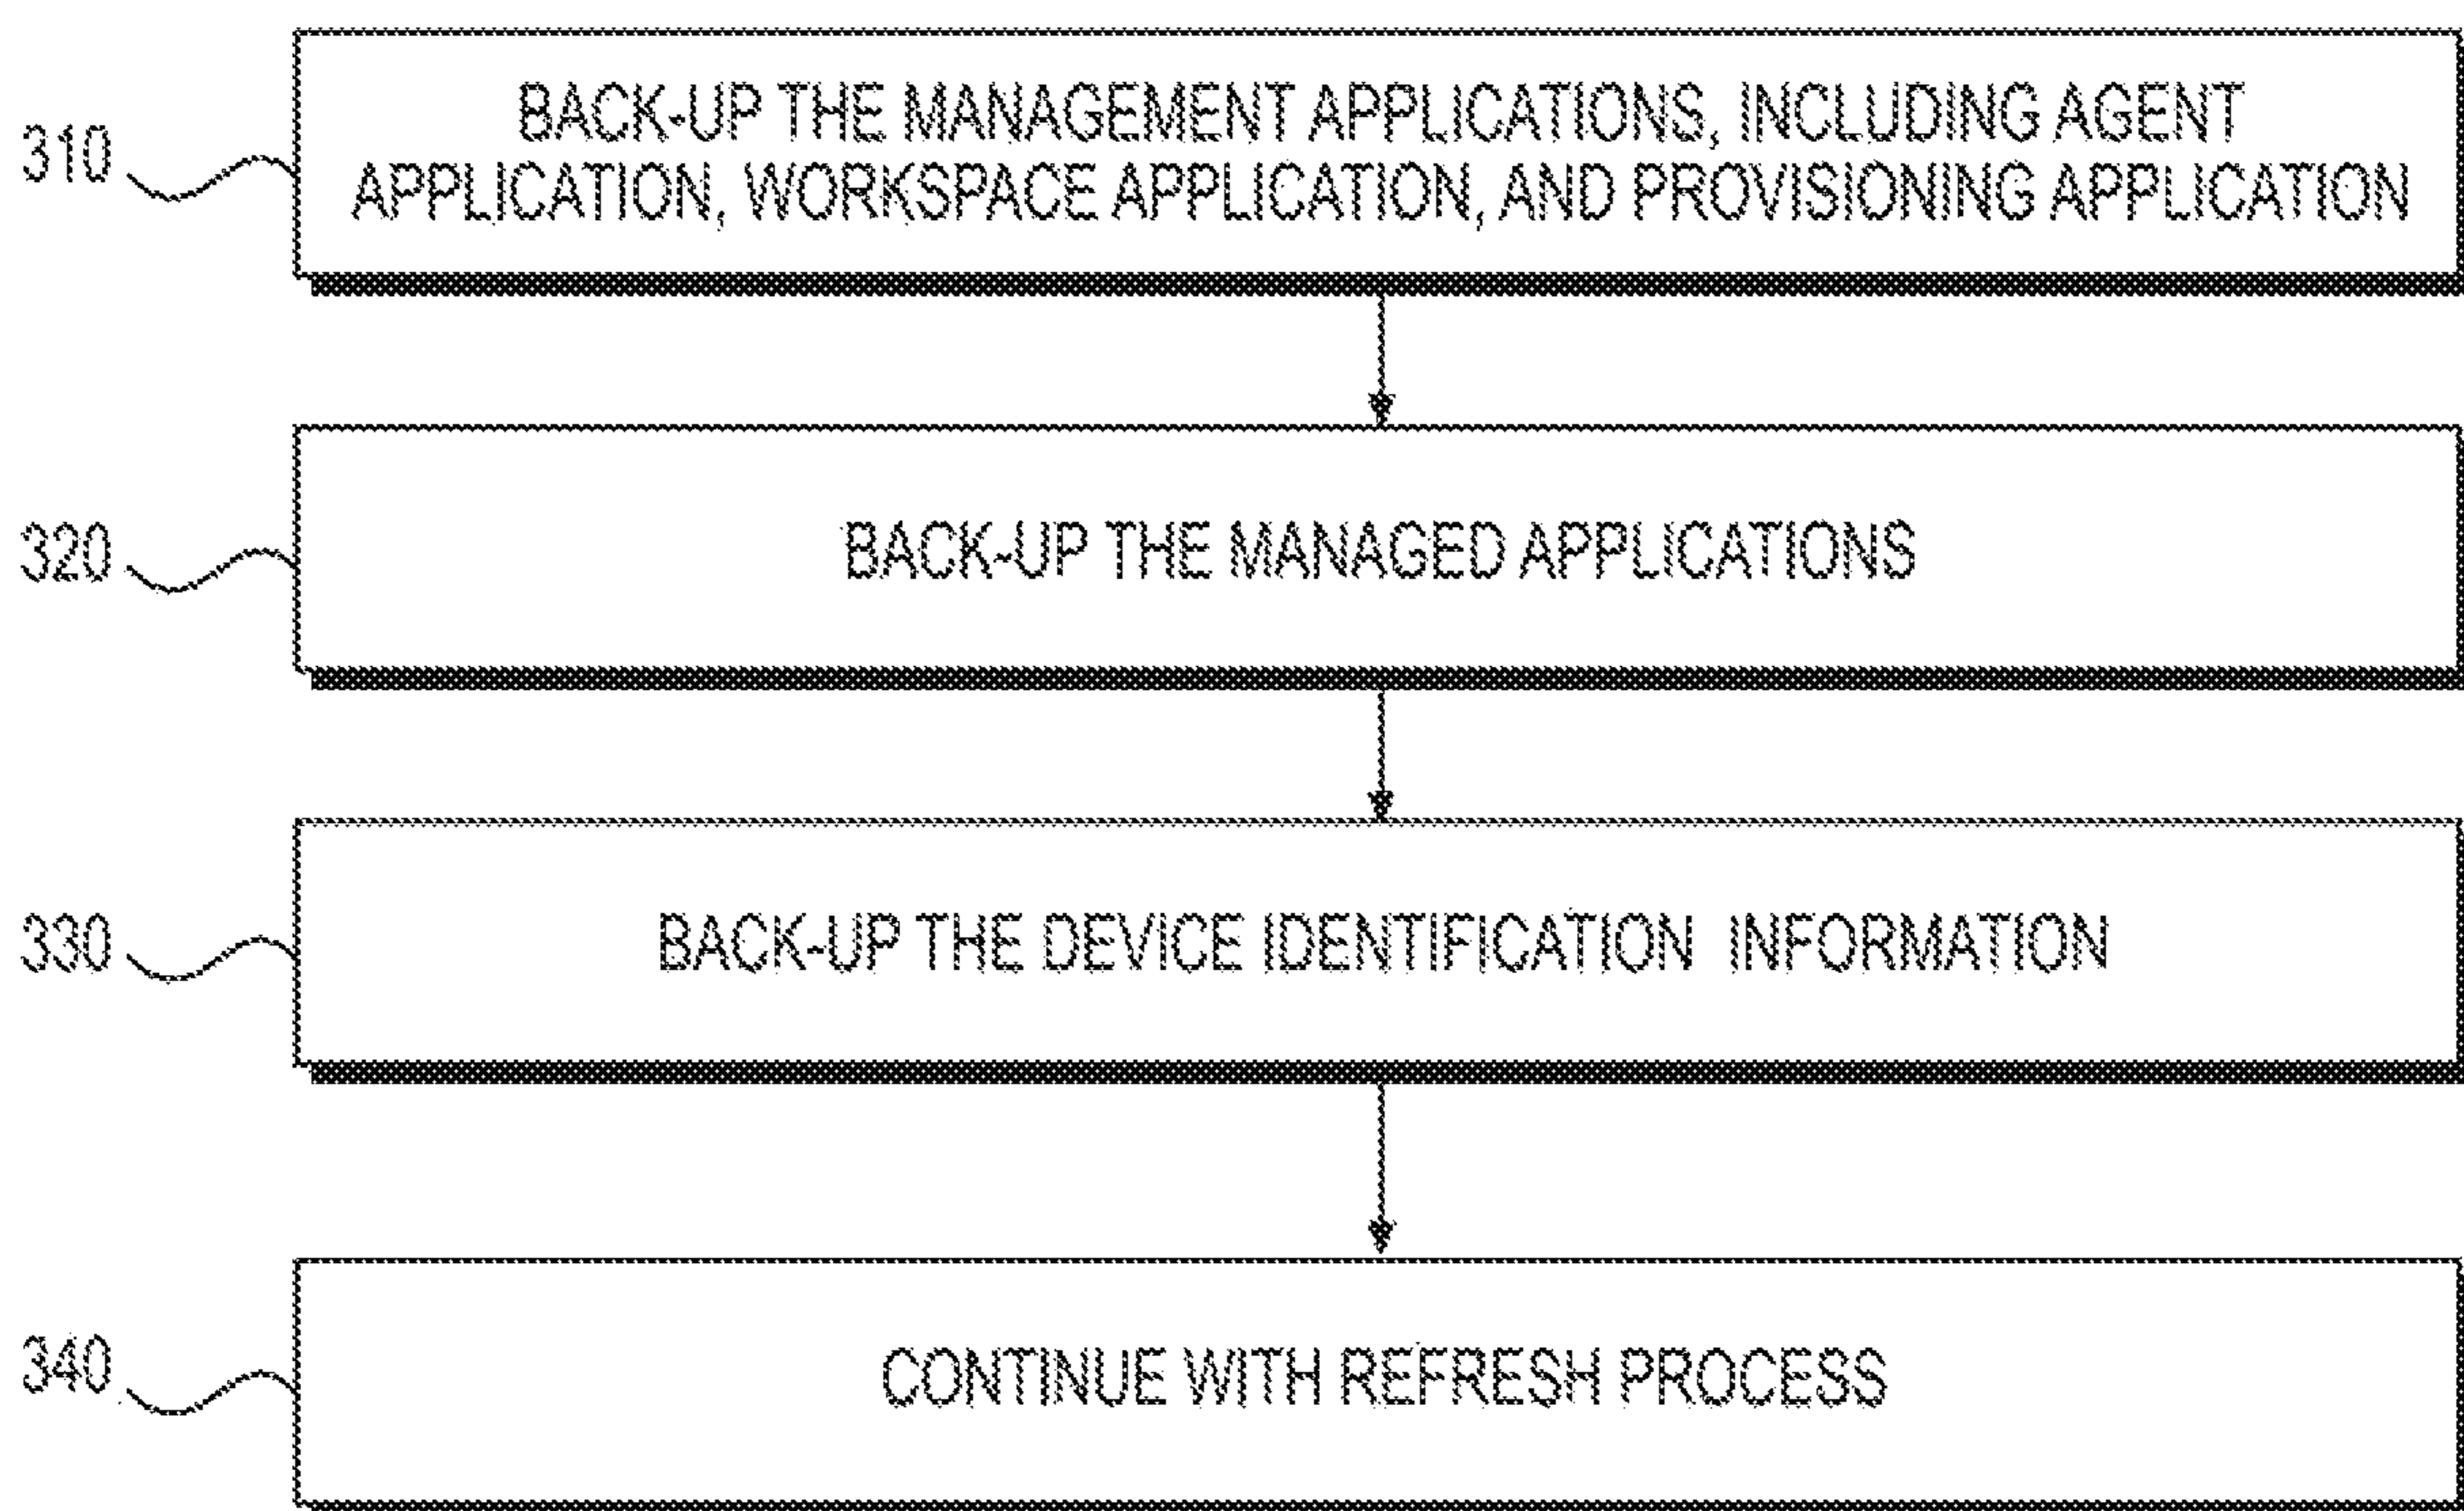 310
BACK-UP THE MANAGEMENT APPLICATIONS, INCLUDING AGENT
APPLICATION, WORKSPACE APPLICATION, AND PROVISIONING APPLICATION
320
BACK-UP THE MANAGED APPLICATIONS
330
BACK-UP THE DEVICE IDENTIFICATION INFORMATION
340
CONTINUE WITH REFRESH PROCESS